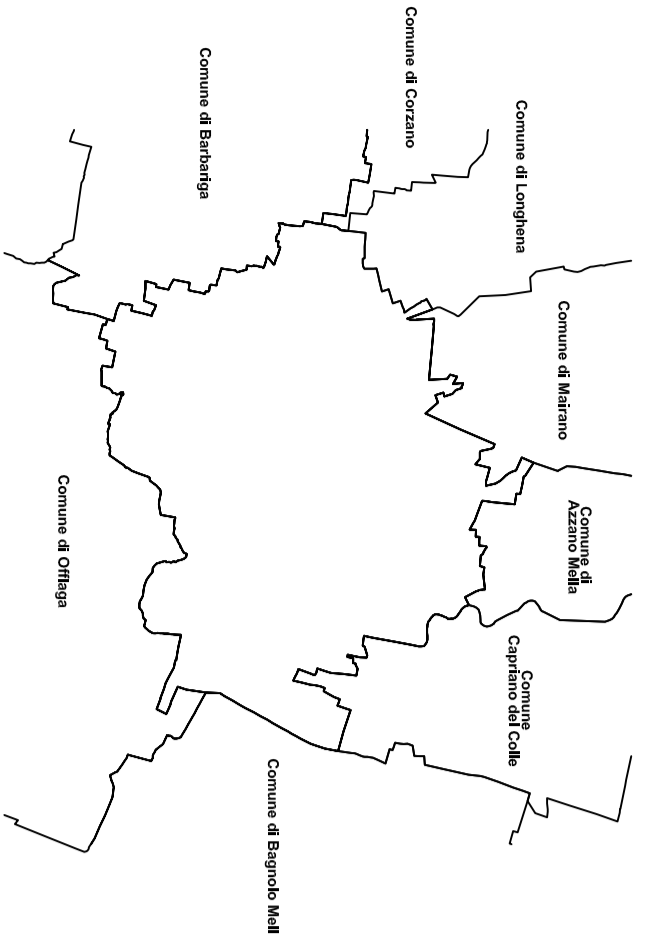 Comune di Barbariga
Comune di Corzano
Comune di Longhena
Comune di Mairano
Comune di
Azzano Mella
Comune
Capriano del Colle
Comune di Bagnolo Mell
Comune di Offlaga